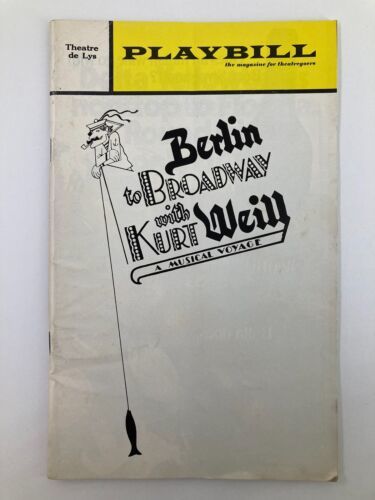 Theatre
de Lys
PLAYBILL
the magazine for theatregoers
Berlin
to BROADWAY
with
KURT Weill
A MUSICAL VOYAGE